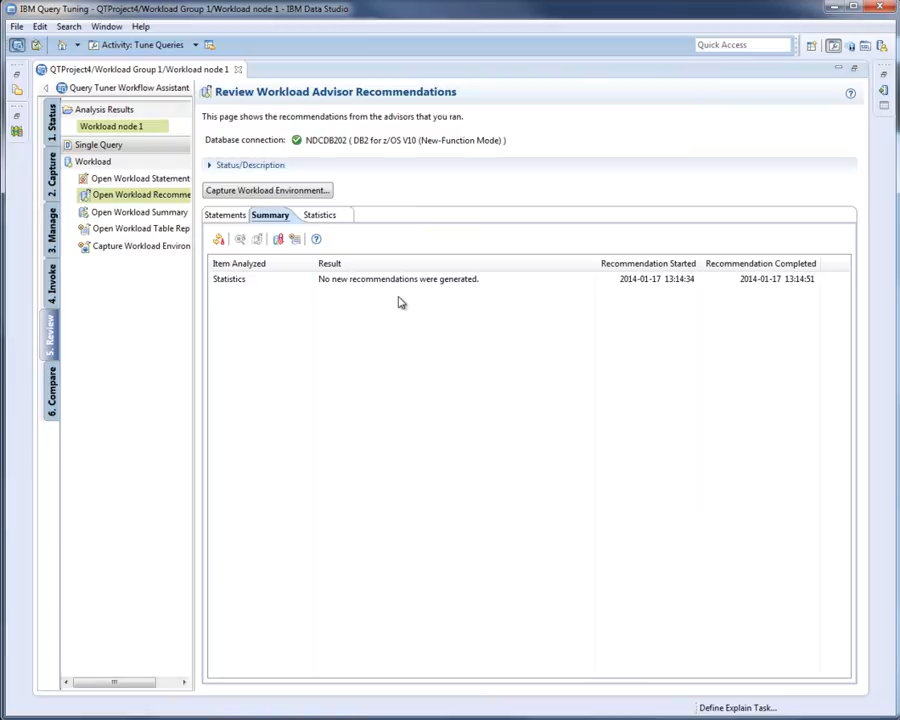 IBM Query Tuning - QTProject4/Workload Group 1/Workload node 1 - IBM Data Studio
File Edit Search Window Help
Activity: Tune Queries
Quick Access
QTProject4/Workload Group 1/Workload node 1
Query Tuner Workflow Assistant
1. Status
2. Capture
3. Manage
4. Invoke
5. Review
6. Compare
Analysis Results
Workload node 1
Single Query
Workload
Open Workload Statement
Open Workload Recomme
Open Workload Summary
Open Workload Table Rep
Capture Workload Environ
Review Workload Advisor Recommendations
This page shows the recommendations from the advisors that you ran.
Database connection: NDCDB202 ( DB2 for z/OS V10 (New-Function Mode) )
Status/Description
Capture Workload Environment...
Statements Summary Statistics
Item Analyzed Result Recommendation Started Recommendation Completed
Statistics No new recommendations were generated. 2014-01-17 13:14:34 2014-01-17 13:14:51
Define Explain Task...